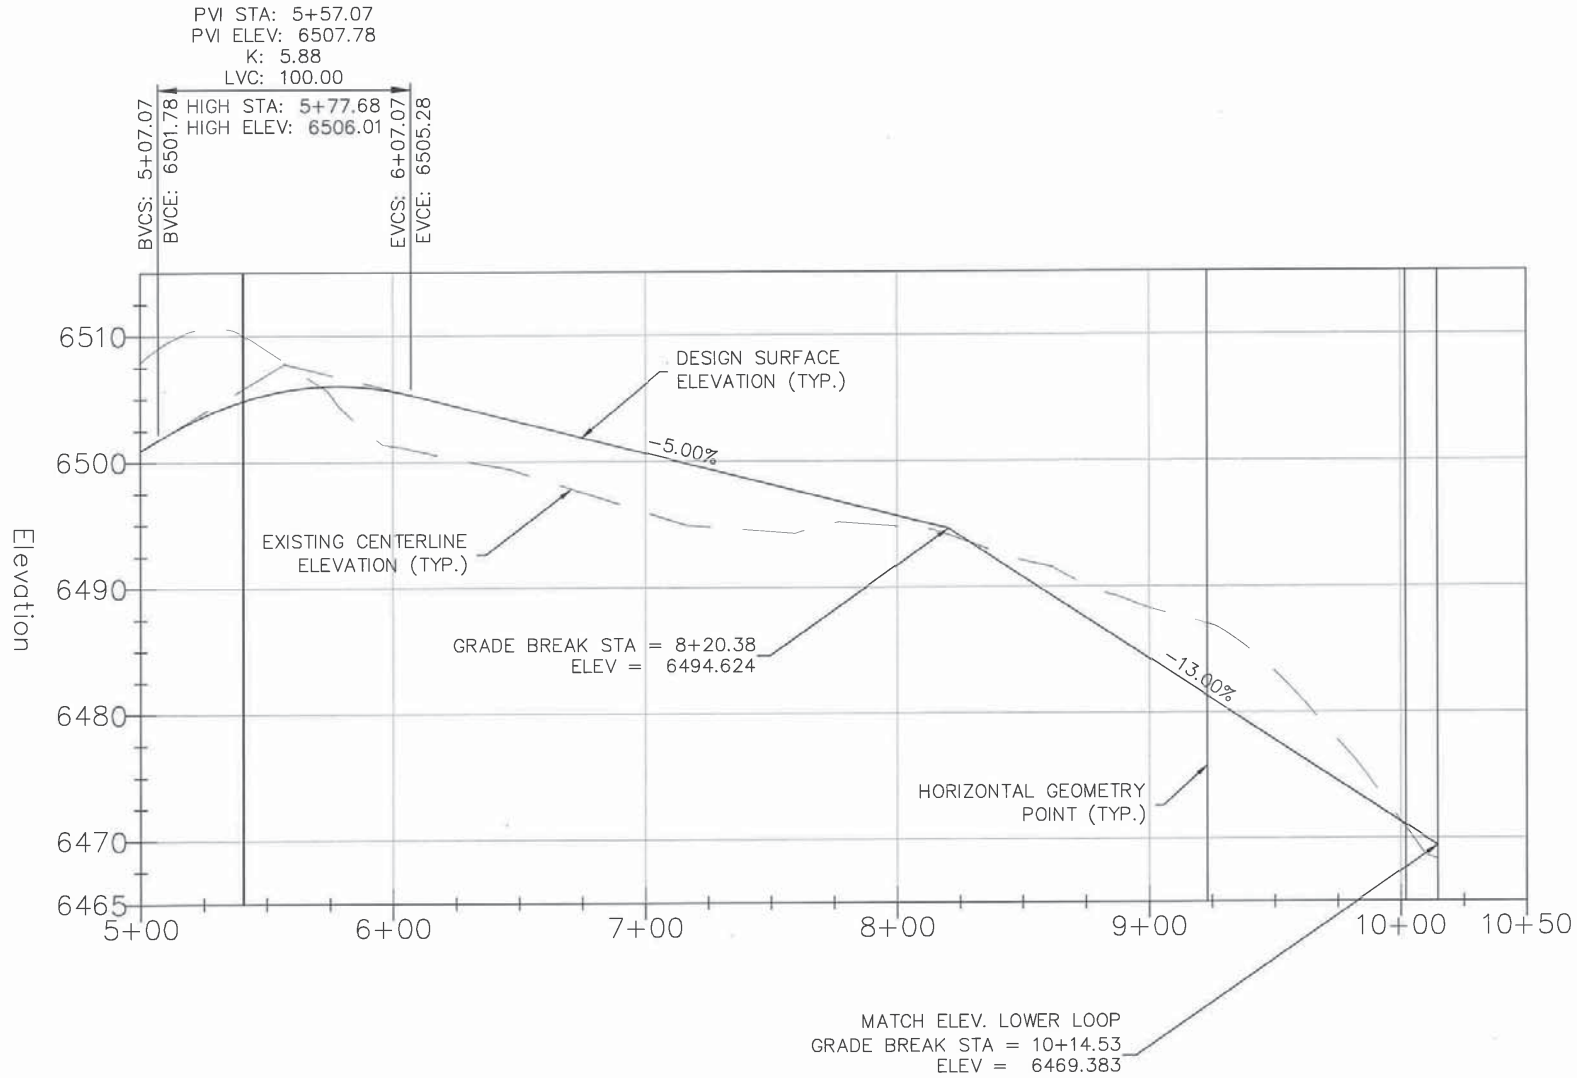 PVI STA: 5+57.07
PVI ELEV: 6507.78
K: 5.88
LVC: 100.00
HIGH STA: 5+77.68
HIGH ELEV: 6506.01
BVCS: 5+07.07
BVCE: 6501.78
EVCS: 6+07.07
EVCE: 6505.28
6510
6500
6490
6480
6470
6465
Elevation
DESIGN SURFACE
ELEVATION (TYP.)
-5.00%
EXISTING CENTERLINE
ELEVATION (TYP.)
GRADE BREAK STA = 8+20.38
ELEV = 6494.624
-13.00%
HORIZONTAL GEOMETRY
POINT (TYP.)
5+00
6+00
7+00
8+00
9+00
10+00
10+50
MATCH ELEV. LOWER LOOP
GRADE BREAK STA = 10+14.53
ELEV = 6469.383